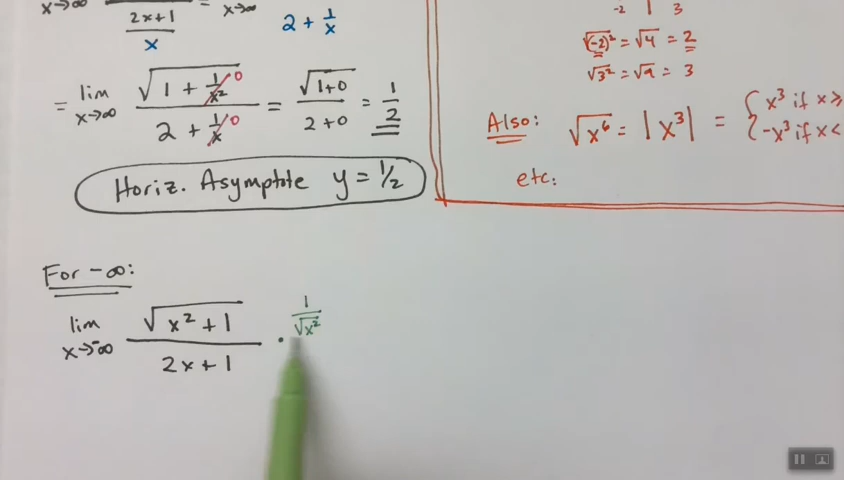 x→∞ 2x+1 = x→∞
x 2 + 1/x
= lim x→∞ √(1 + 1/x² 0) / (2 + 1/x 0) = √(1+0) / (2+0) = 1/2
Horiz. Asymptote y = 1/2
-2 3
√(-2)² = √4 = 2
√3² = √9 = 3
Also: √x⁶ = |x³| = { x³ if x ≥
-x³ if x <
etc.
For -∞:
lim x→-∞ √(x² + 1) / (2x + 1) · 1/√x²